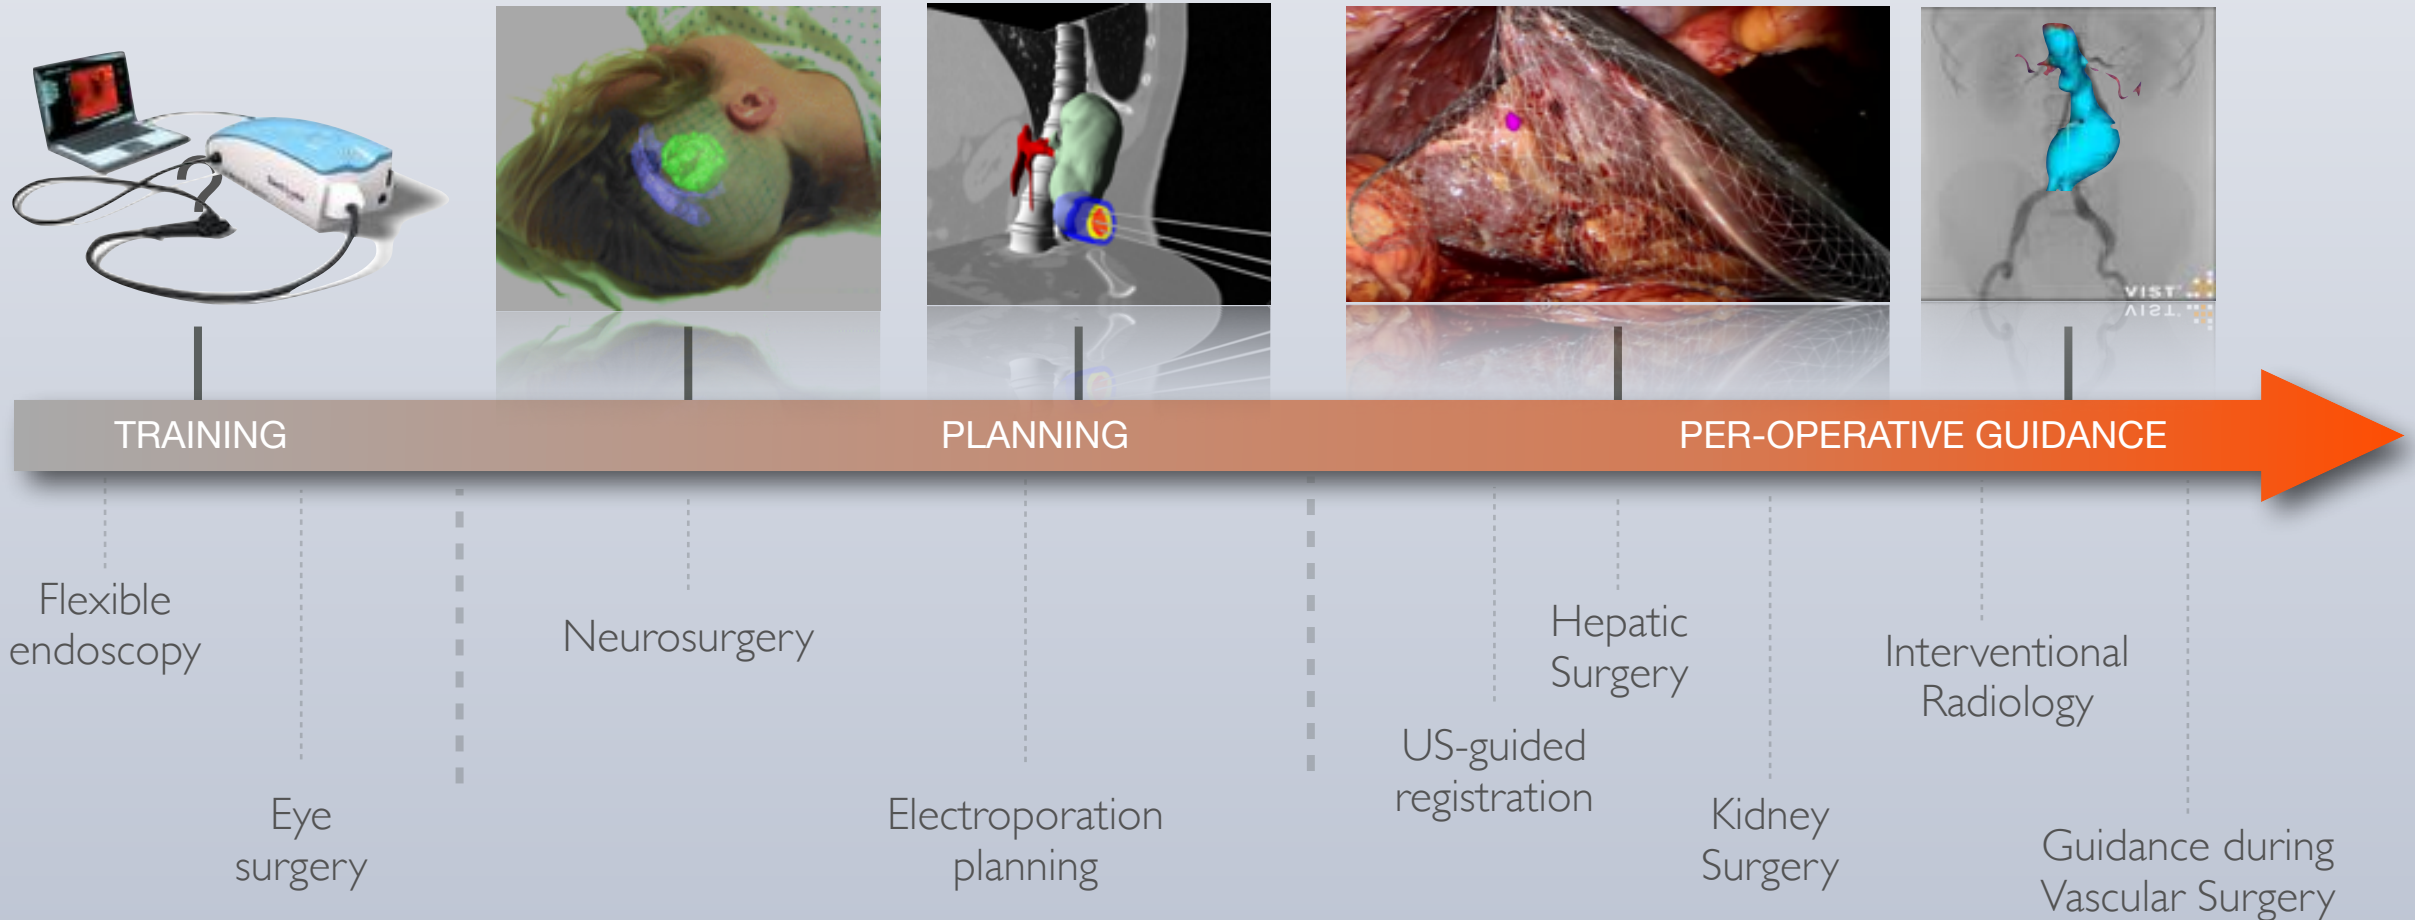 ?
VIST
TRAINING
PLANNING
PER-OPERATIVE GUIDANCE
Flexible
endoscopy
Eye
surgery
Neurosurgery
Electroporation
planning
US-guided
registration
Hepatic
Surgery
Kidney
Surgery
Interventional
Radiology
Guidance during
Vascular Surgery